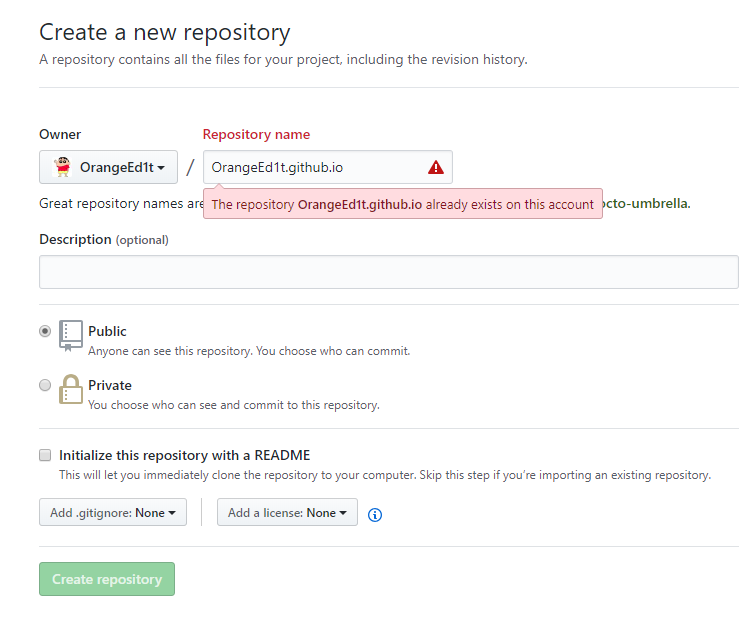 Create a new repository
A repository contains all the files for your project, including the revision history.
Owner Repository name
OrangeEd1t / OrangeEd1t.github.io
Great repository names are
The repository OrangeEd1t.github.io already exists on this account
octo-umbrella.
Description (optional)
Public
Anyone can see this repository. You choose who can commit.
Private
You choose who can see and commit to this repository.
Initialize this repository with a README
This will let you immediately clone the repository to your computer. Skip this step if you're importing an existing repository.
Add .gitignore: None Add a license: None
Create repository